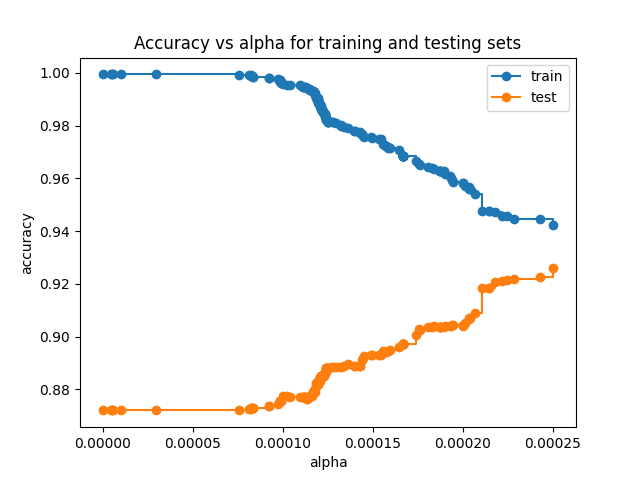 Accuracy vs alpha for training and testing sets
train
test
1.00
0.98
0.96
0.94
0.92
0.90
0.88
accuracy
0.00000
0.00005
0.00010
0.00015
0.00020
0.00025
alpha